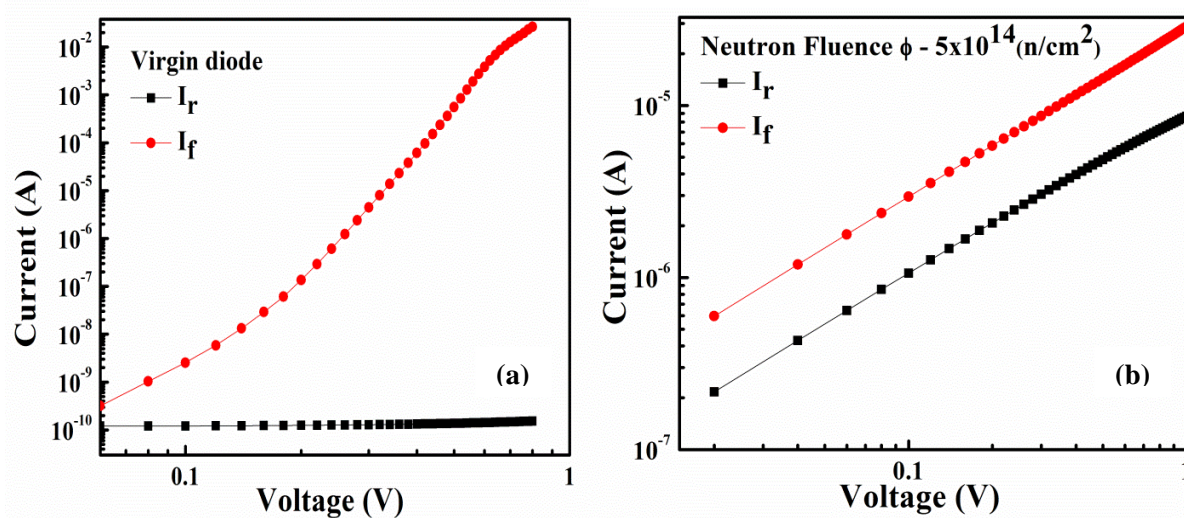 Virgin diode
I_r
I_f
10^-2
10^-3
10^-4
10^-5
10^-6
10^-7
10^-8
10^-9
10^-10
Current (A)
0.1
1
Voltage (V)
(a)
Neutron Fluence ϕ - 5x10^14(n/cm^2)
I_r
I_f
10^-5
10^-6
10^-7
Current (A)
0.1
1
Voltage (V)
(b)